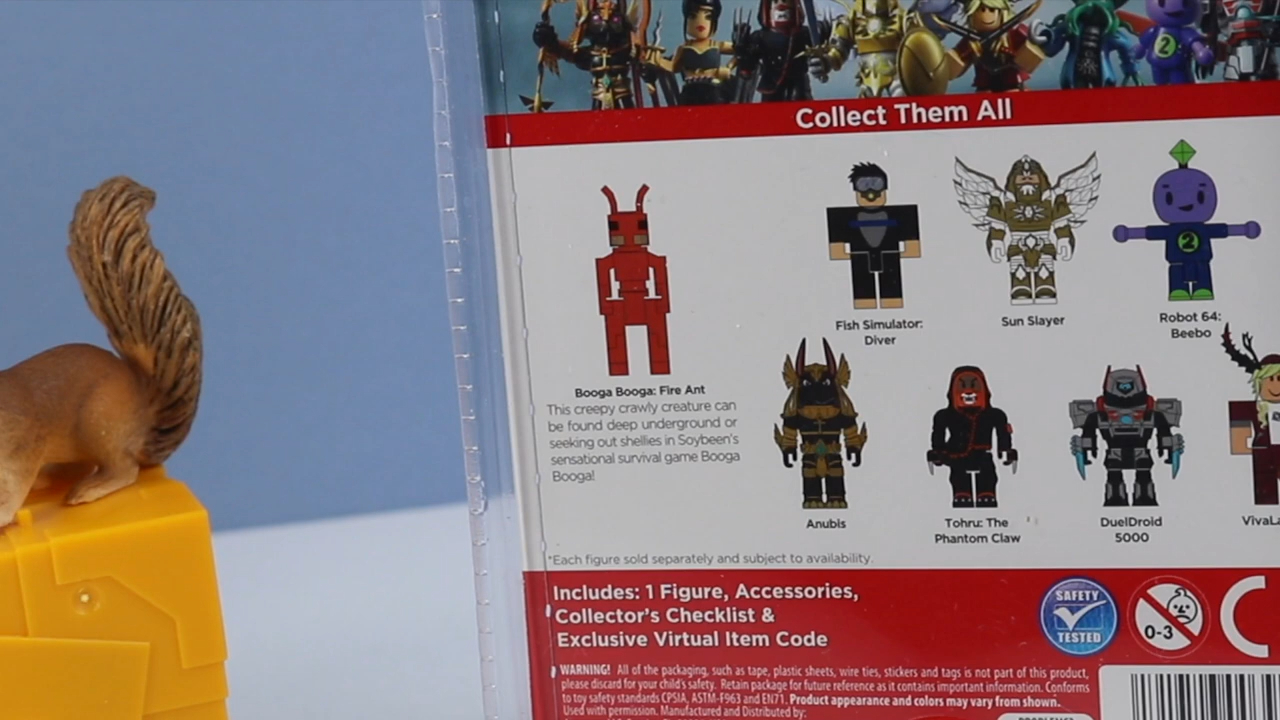 Collect Them All
2
Booga Booga: Fire Ant
This creepy crawly creature can
be found deep underground or
seeking out shellies in Soybeen's
sensational survival game Booga
Booga!
Fish Simulator:
Diver
Sun Slayer
2
Robot 64:
Beebo
Anubis
Tohru: The
Phantom Claw
DuelDroid
5000
*Each figure sold separately and subject to availability.
Includes: 1 Figure, Accessories,
Collector's Checklist &
Exclusive Virtual Item Code
SAFETY
TESTED
0-3
WARNING! All of the packaging, such as tape, plastic sheets, wire ties, stickers and tags is not part of this product,
please discard for your child's safety. Retain package for future reference as it contains important information. Conforms
to toy safety standards CPSIA, ASTM-F963 and EN71. Product appearance and colors may vary from shown.
Used with permission. Manufactured and Distributed by: